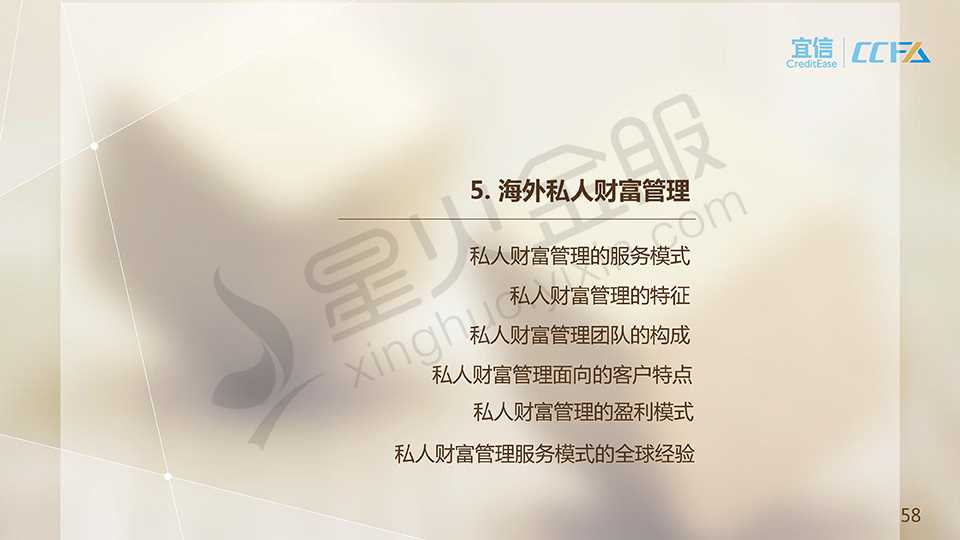 宜信
CreditEase
CCFA
5. 海外私人财富管理
私人财富管理的服务模式
私人财富管理的特征
私人财富管理团队的构成
私人财富管理面向的客户特点
私人财富管理的盈利模式
私人财富管理服务模式的全球经验
星火金服
xinghuoyixin.com
58